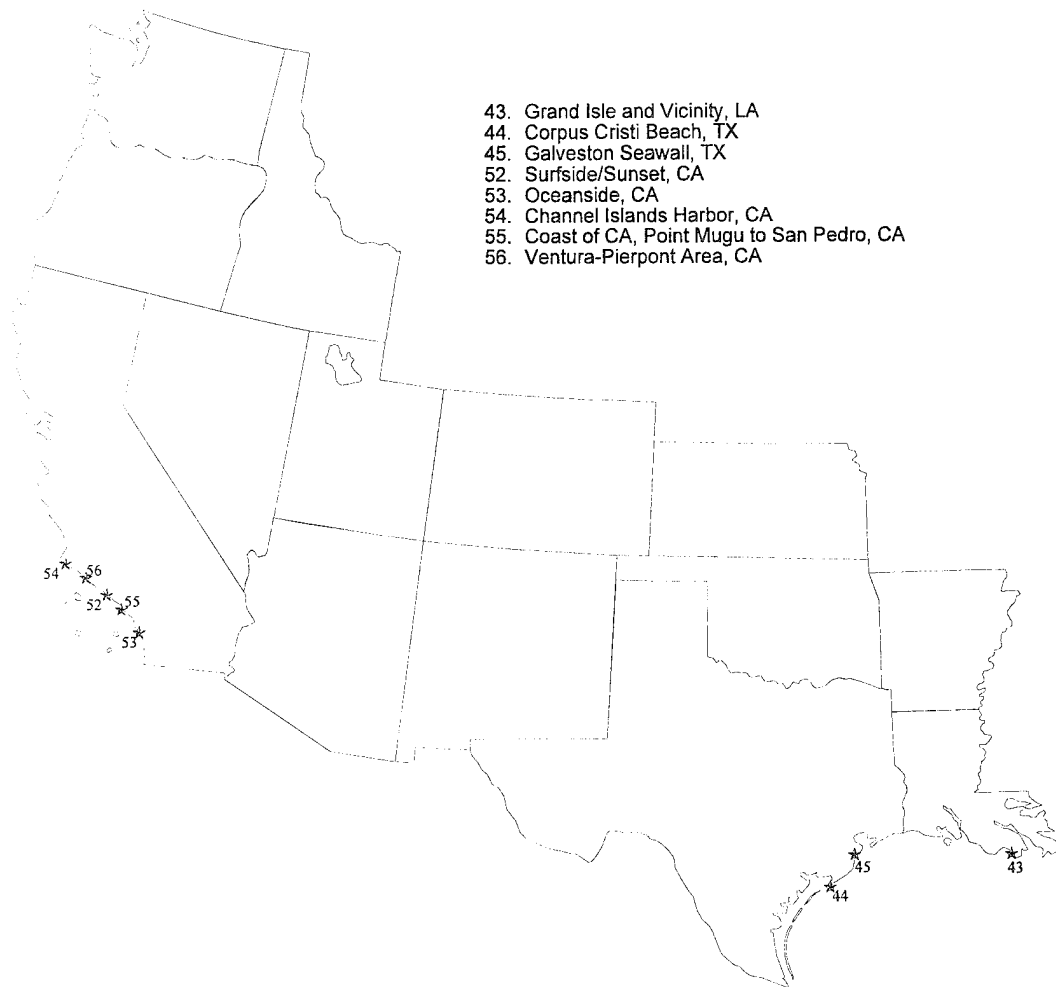 43. Grand Isle and Vicinity, LA
44. Corpus Cristi Beach, TX
45. Galveston Seawall, TX
52. Surfside/Sunset, CA
53. Oceanside, CA
54. Channel Islands Harbor, CA
55. Coast of CA, Point Mugu to San Pedro, CA
56. Ventura-Pierpont Area, CA
54
56
52
55
53
45
43
44